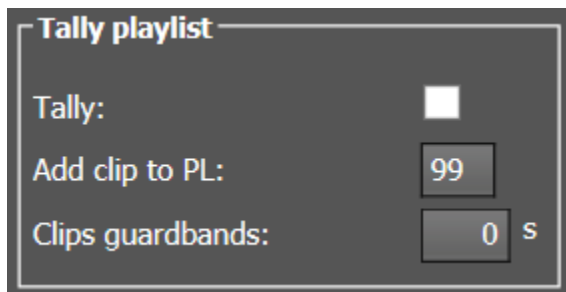 Tally playlist
Tally:
Add clip to PL: 99
Clips guardbands: 0 s